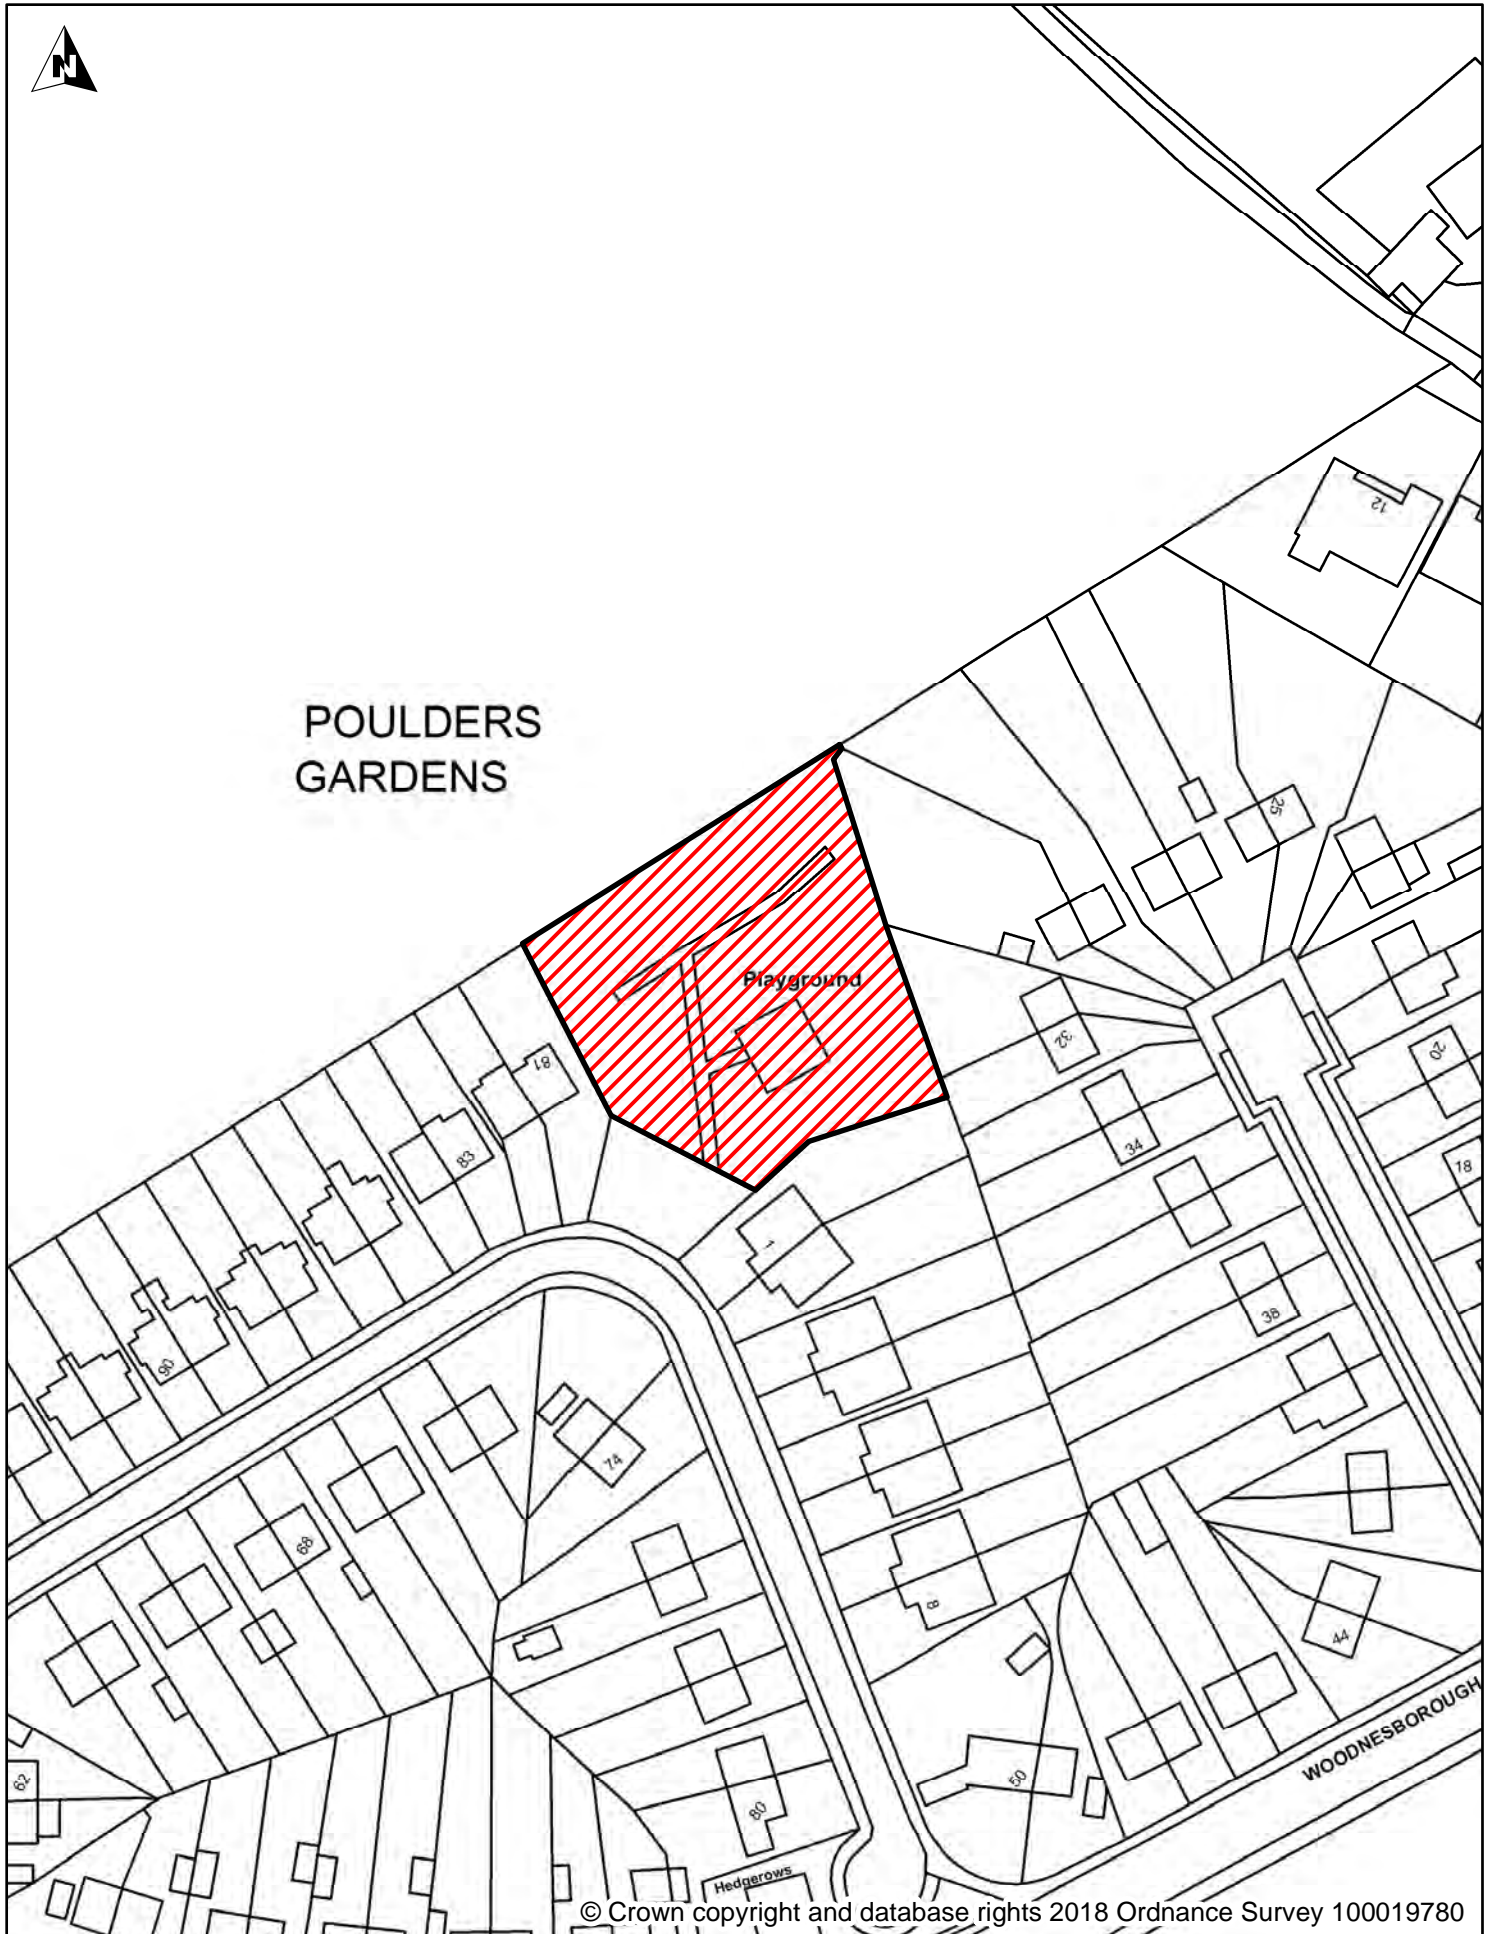 N
12
POULDERS
GARDENS
25
Playground
32
20
81
34
83
18
1
38
90
74
68
8
44
WOODNESBOROUGH
50
62
80
Hedgerows
© Crown copyright and database rights 2018 Ordnance Survey 100019780